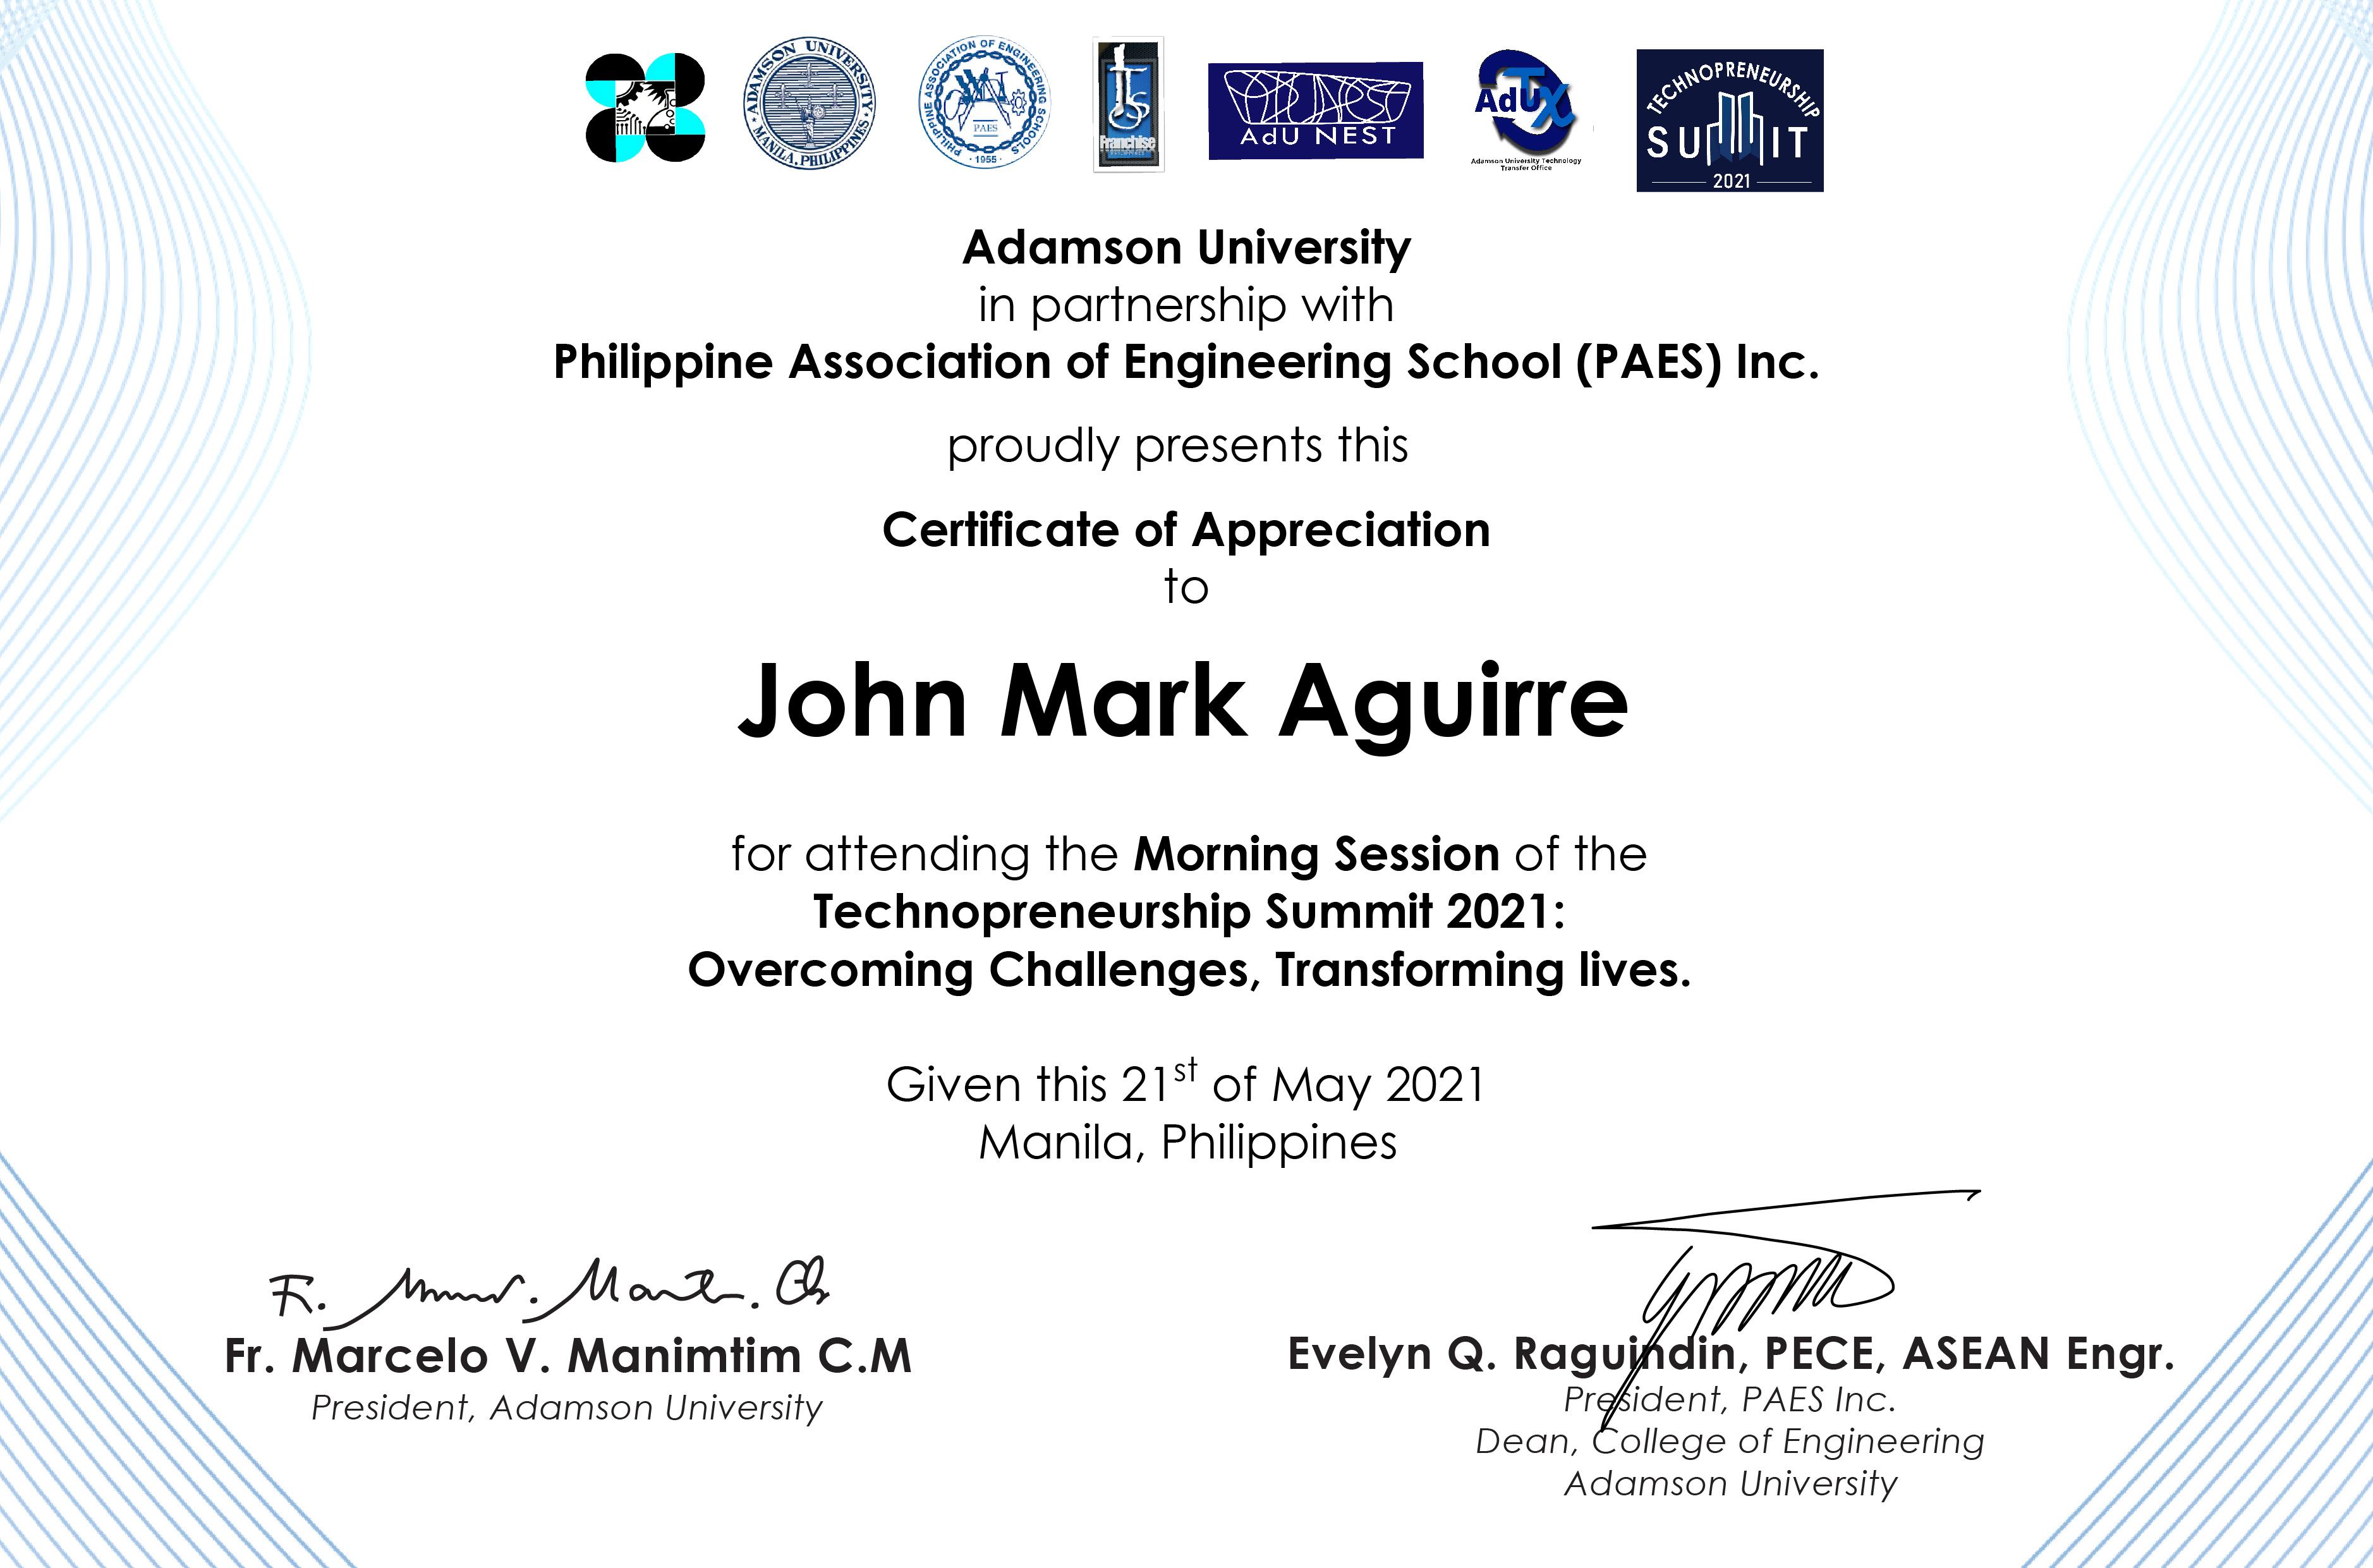 ADAMSON UNIVERSITY
MANILA, PHILIPPINES
PHILIPPINE ASSOCIATION OF ENGINEERING SCHOOLS
PAES
1955
Franchise
AdU NEST
AdUTX
Adamson University Technology
Transfer Office
TECHNOPRENEURSHIP
SUMMIT
2021
Adamson University
in partnership with
Philippine Association of Engineering School (PAES) Inc.
proudly presents this
Certificate of Appreciation
to
John Mark Aguirre
for attending the Morning Session of the
Technopreneurship Summit 2021:
Overcoming Challenges, Transforming lives.
Given this 21st of May 2021
Manila, Philippines
Fr. Marcelo V. Manimtim C.M
President, Adamson University
Evelyn Q. Raguindin, PECE, ASEAN Engr.
President, PAES Inc.
Dean, College of Engineering
Adamson University